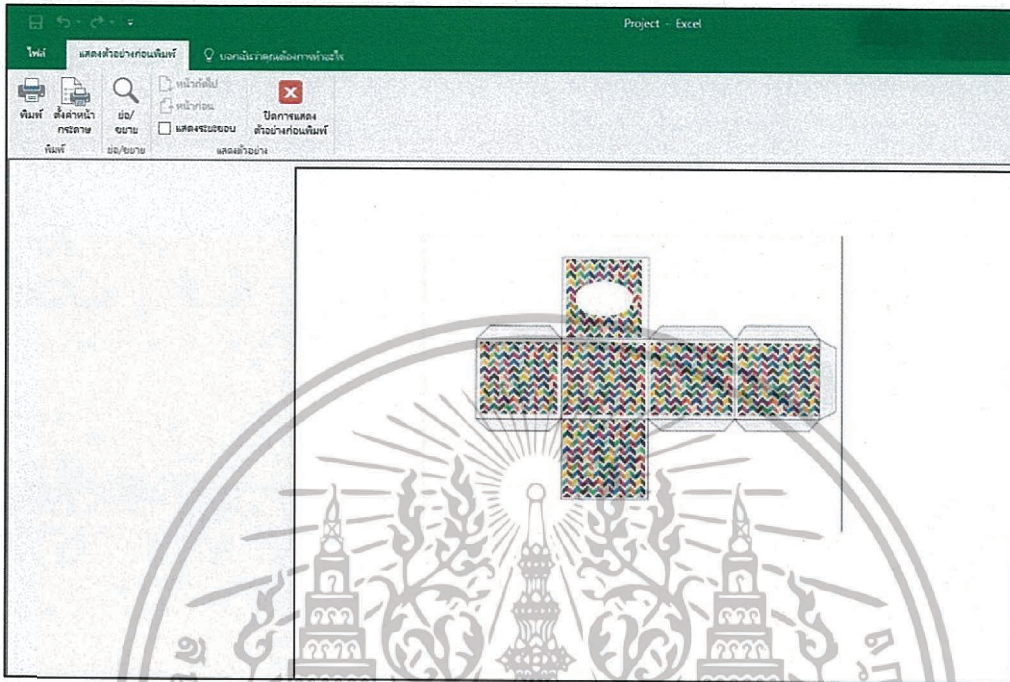 Project - Excel
ไฟล์
แสดงตัวอย่างก่อนพิมพ์
บอกฉันว่าคุณต้องการทำอะไร
พิมพ์
ตั้งค่าหน้า
กระดาษ
ย่อ/
ขยาย
หน้าถัดไป
หน้าก่อน
แสดงระยะขอบ
ปิดการแสดง
ตัวอย่างก่อนพิมพ์
พิมพ์
ย่อ/ขยาย
แสดงตัวอย่าง